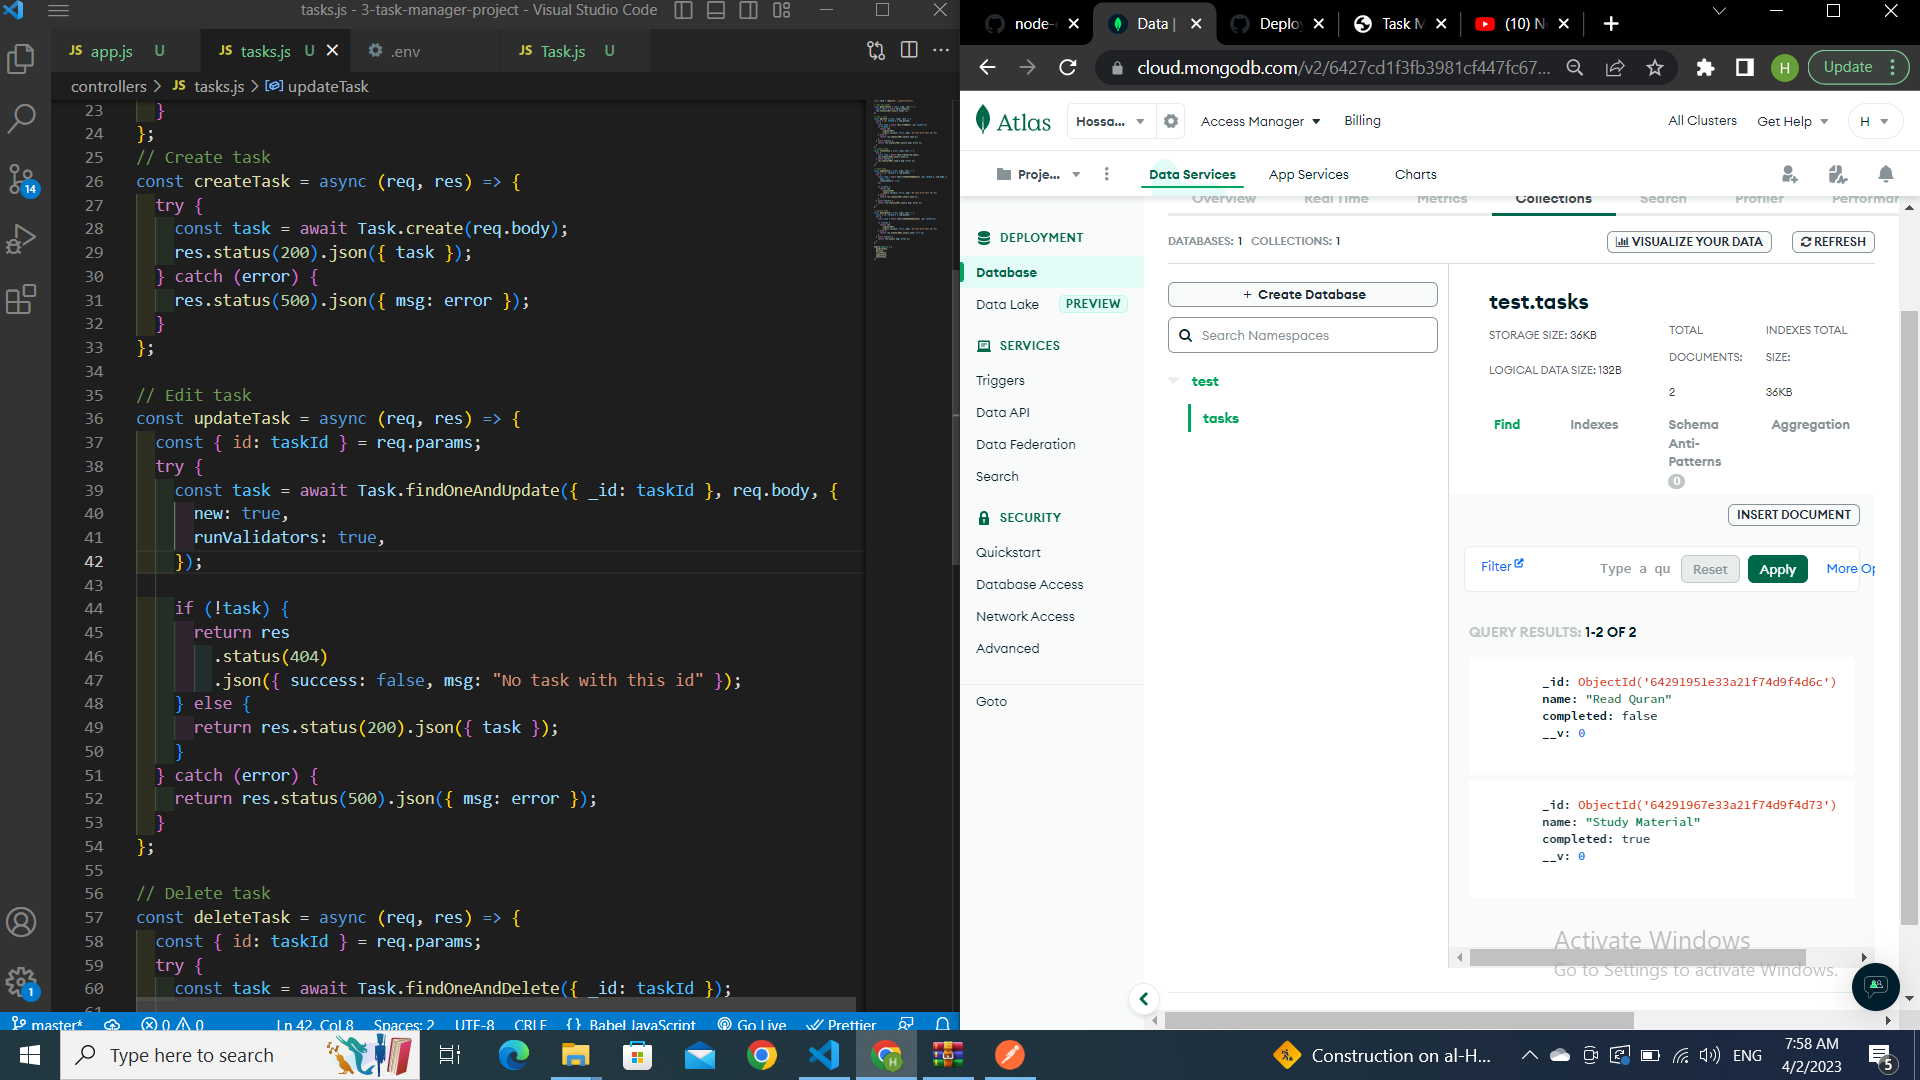 tasks.js - 3-task-manager-project - Visual Studio Code
JS app.js U
JS tasks.js U
.env
JS Task.js U
controllers > JS tasks.js > updateTask
23 }
24 };
25 // Create task
26 const createTask = async (req, res) => {
27 try {
28 const task = await Task.create(req.body);
29 res.status(200).json({ task });
30 } catch (error) {
31 res.status(500).json({ msg: error });
32 }
33 };
34
35 // Edit task
36 const updateTask = async (req, res) => {
37 const { id: taskId } = req.params;
38 try {
39 const task = await Task.findOneAndUpdate({ _id: taskId }, req.body, {
40 new: true,
41 runValidators: true,
42 });
43
44 if (!task) {
45 return res
46 .status(404)
47 .json({ success: false, msg: "No task with this id" });
48 } else {
49 return res.status(200).json({ task });
50 }
51 } catch (error) {
52 return res.status(500).json({ msg: error });
53 }
54 };
55
56 // Delete task
57 const deleteTask = async (req, res) => {
58 const { id: taskId } = req.params;
59 try {
60 const task = await Task.findOneAndDelete({ _id: taskId });
61
14
1
master* 0 0 Ln 42, Col 8 Spaces: 2 UTF-8 CRLF {} Babel JavaScript Go Live Prettier
node-
Data |
Deplo
Task M
(10) N
cloud.mongodb.com/v2/6427cd1f3fb3981cf447fc67...
H
Update
Atlas
Hossa...
Access Manager
Billing
All Clusters
Get Help
H
Proje...
Data Services
App Services
Charts
Overview
Real Time
Metrics
Collections
Search
Profiler
Performan
DEPLOYMENT
Database
Data Lake PREVIEW
SERVICES
Triggers
Data API
Data Federation
Search
SECURITY
Quickstart
Database Access
Network Access
Advanced
Goto
DATABASES: 1 COLLECTIONS: 1
VISUALIZE YOUR DATA
REFRESH
+ Create Database
Search Namespaces
test
tasks
test.tasks
STORAGE SIZE: 36KB
LOGICAL DATA SIZE: 132B
TOTAL
DOCUMENTS:
2
INDEXES TOTAL
SIZE:
36KB
Find
Indexes
Schema
Anti-
Patterns
0
Aggregation
INSERT DOCUMENT
Filter
Type a qu
Reset
Apply
More Op
QUERY RESULTS: 1-2 OF 2
_id: ObjectId('64291951e33a21f74d9f4d6c')
name: "Read Quran"
completed: false
__v: 0
_id: ObjectId('64291967e33a21f74d9f4d73')
name: "Study Material"
completed: true
__v: 0
Activate Windows
Go to Settings to activate Windows.
Type here to search
H
Construction on al-H...
ENG
7:58 AM
4/2/2023
5